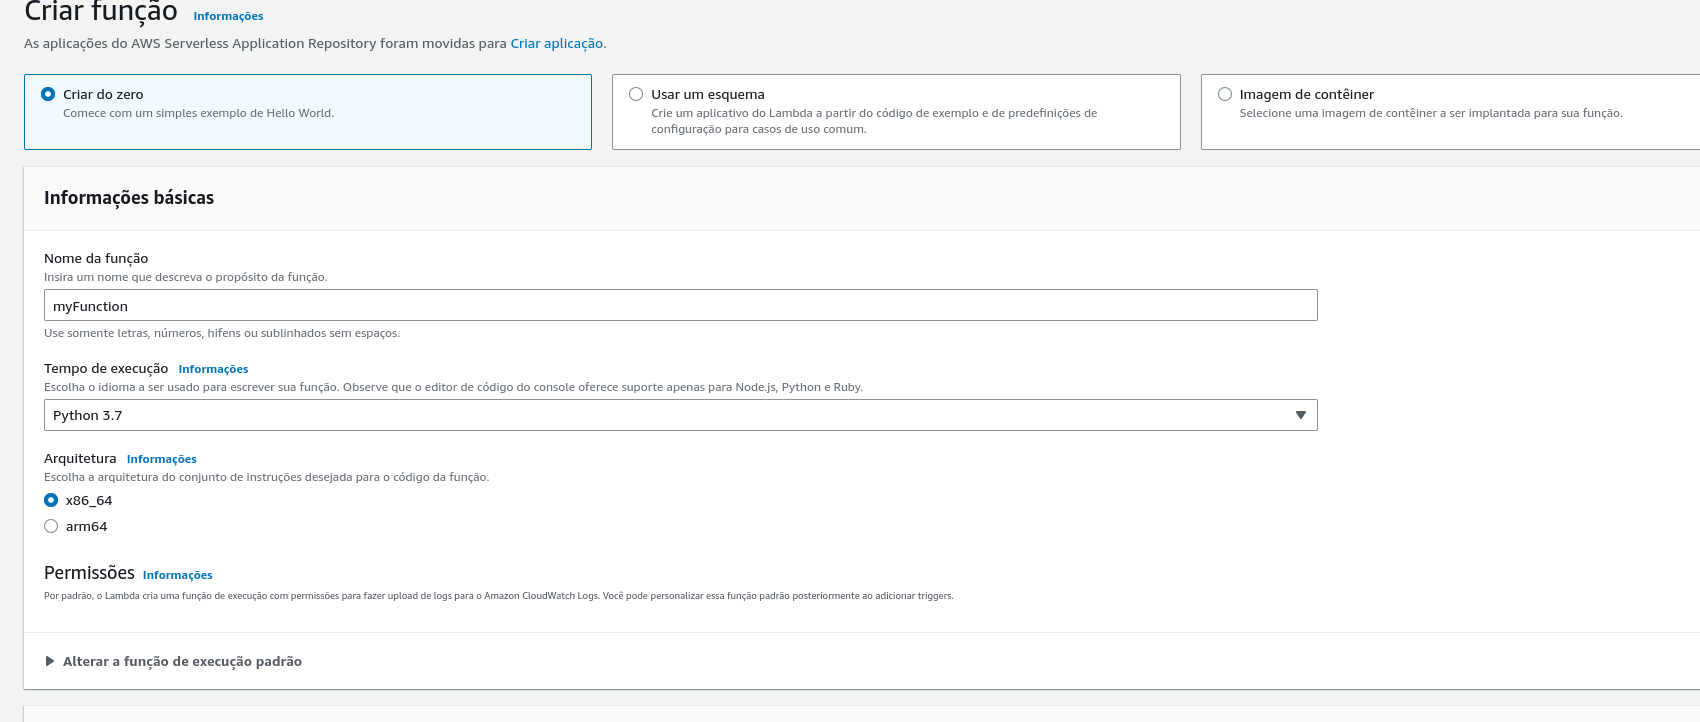 Criar função Informações
As aplicações do AWS Serverless Application Repository foram movidas para Criar aplicação.
Criar do zero
Comece com um simples exemplo de Hello World.
Usar um esquema
Crie um aplicativo do Lambda a partir do código de exemplo e de predefinições de
configuração para casos de uso comum.
Imagem de contêiner
Selecione uma imagem de contêiner a ser implantada para sua função.
Informações básicas
Nome da função
Insira um nome que descreva o propósito da função.
myFunction
Use somente letras, números, hifens ou sublinhados sem espaços.
Tempo de execução Informações
Escolha o idioma a ser usado para escrever sua função. Observe que o editor de código do console oferece suporte apenas para Node.js, Python e Ruby.
Python 3.7
Arquitetura Informações
Escolha a arquitetura do conjunto de instruções desejada para o código da função.
x86_64
arm64
Permissões Informações
Por padrão, o Lambda cria uma função de execução com permissões para fazer upload de logs para o Amazon CloudWatch Logs. Você pode personalizar essa função padrão posteriormente ao adicionar triggers.
Alterar a função de execução padrão